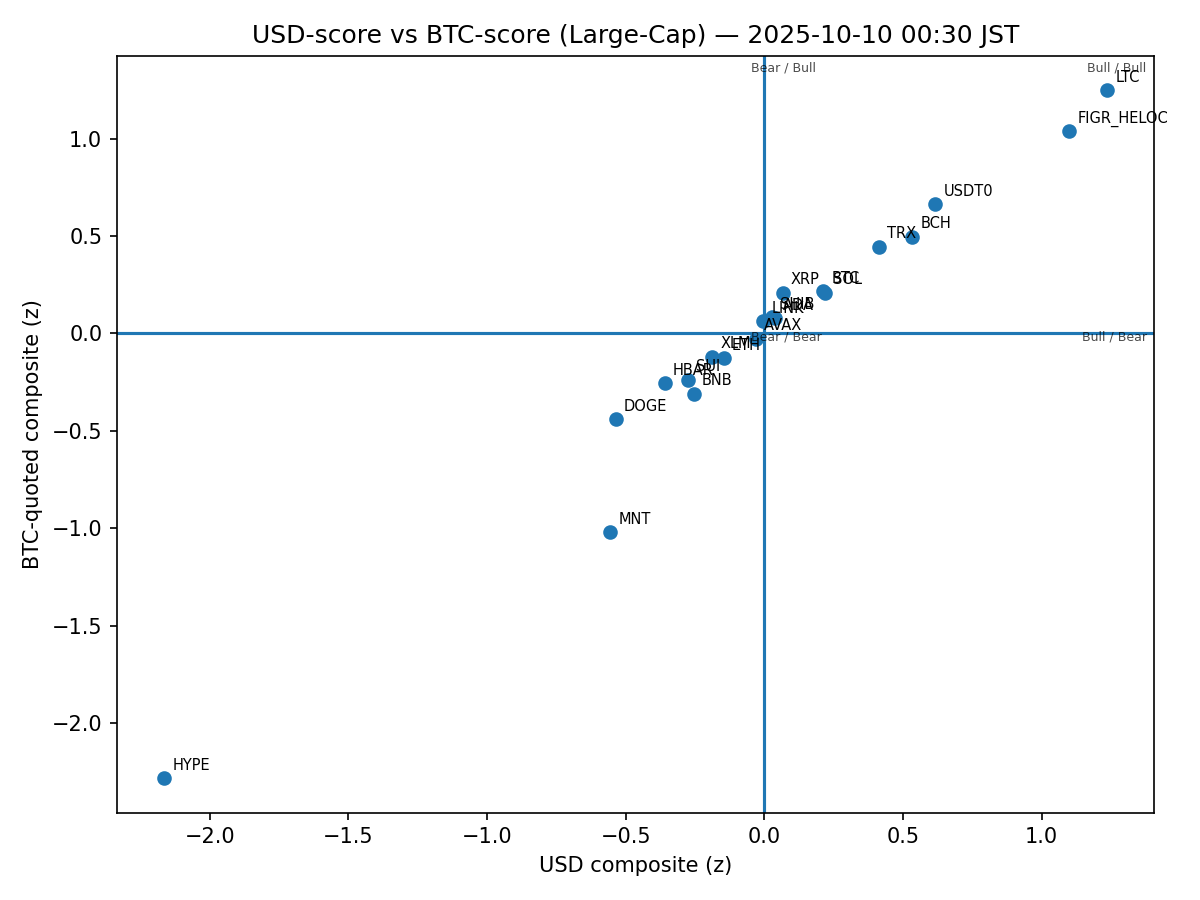 USD-score vs BTC-score (Large-Cap) — 2025-10-10 00:30 JST
Bear / Bull
Bull / Bull
LTC
FIGR_HELOC
USDT0
BCH
TRX
XRP
BTC
SOL
SHIB
LINK
AVAX
Bear / Bear
Bull / Bear
XLM
ETH
SUI
HBAR
BNB
DOGE
MNT
HYPE
1.0
0.5
0.0
−0.5
−1.0
−1.5
−2.0
BTC-quoted composite (z)
−2.0
−1.5
−1.0
−0.5
0.0
0.5
1.0
USD composite (z)